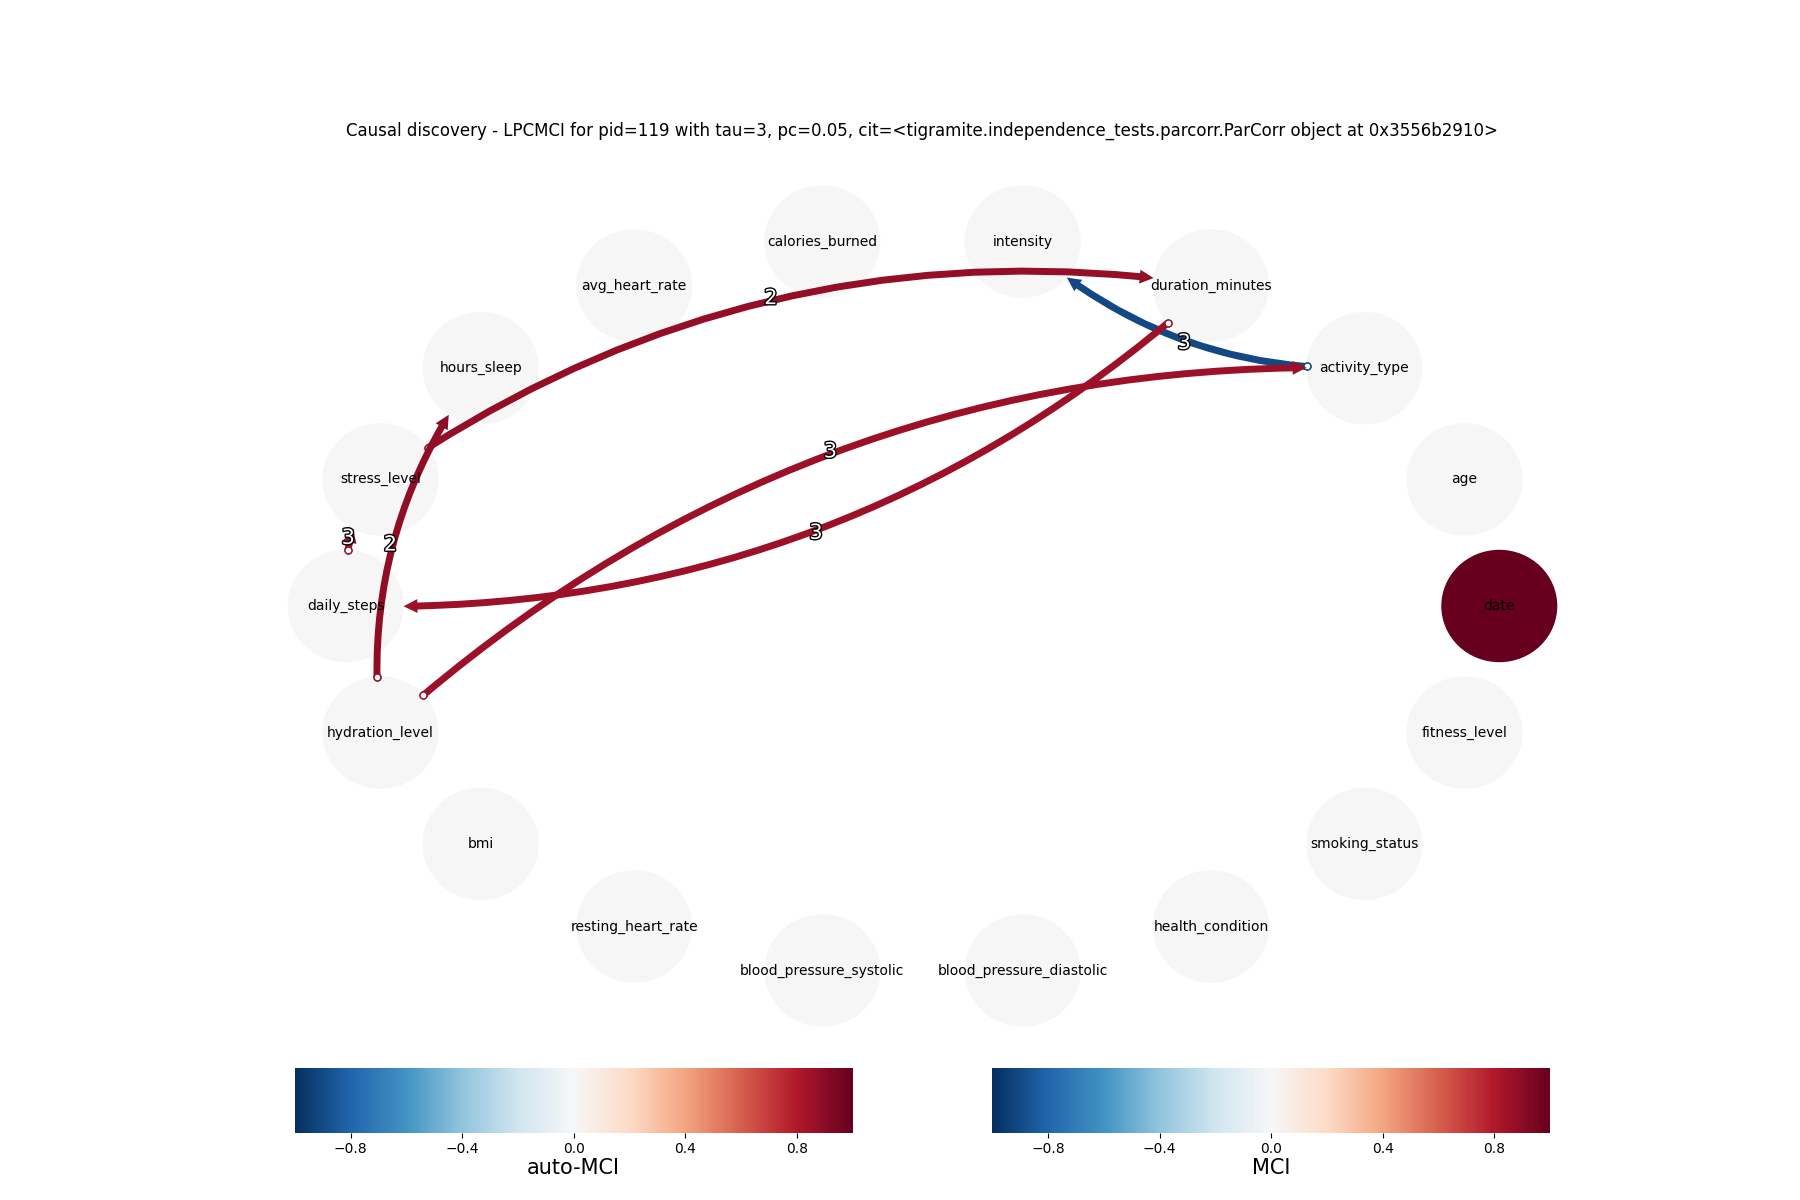 Causal discovery - LPCMCI for pid=119 with tau=3, pc=0.05, cit=<tigramite.independence_tests.parcorr.ParCorr object at 0x3556b2910>
calories_burned
intensity
avg_heart_rate
duration_minutes
2
3
hours_sleep
activity_type
3
stress_level
age
3
3
2
daily_steps
date
hydration_level
fitness_level
bmi
smoking_status
resting_heart_rate
health_condition
blood_pressure_systolic
blood_pressure_diastolic
−0.8 −0.4 0.0 0.4 0.8
auto-MCI
−0.8 −0.4 0.0 0.4 0.8
MCI